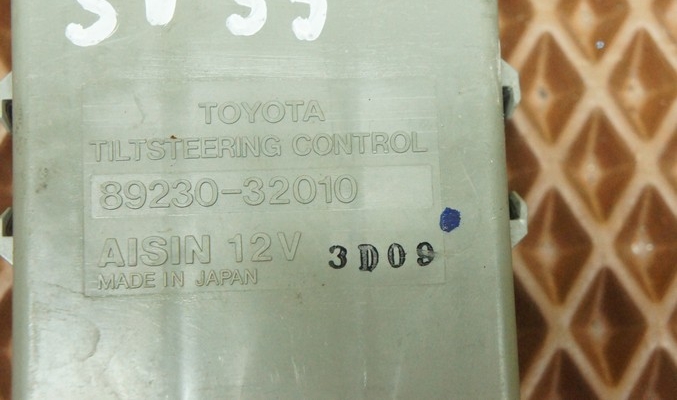 TOYOTA
TILTSTEERING CONTROL
89230-32010
AISIN 12V 3D09
MADE IN JAPAN